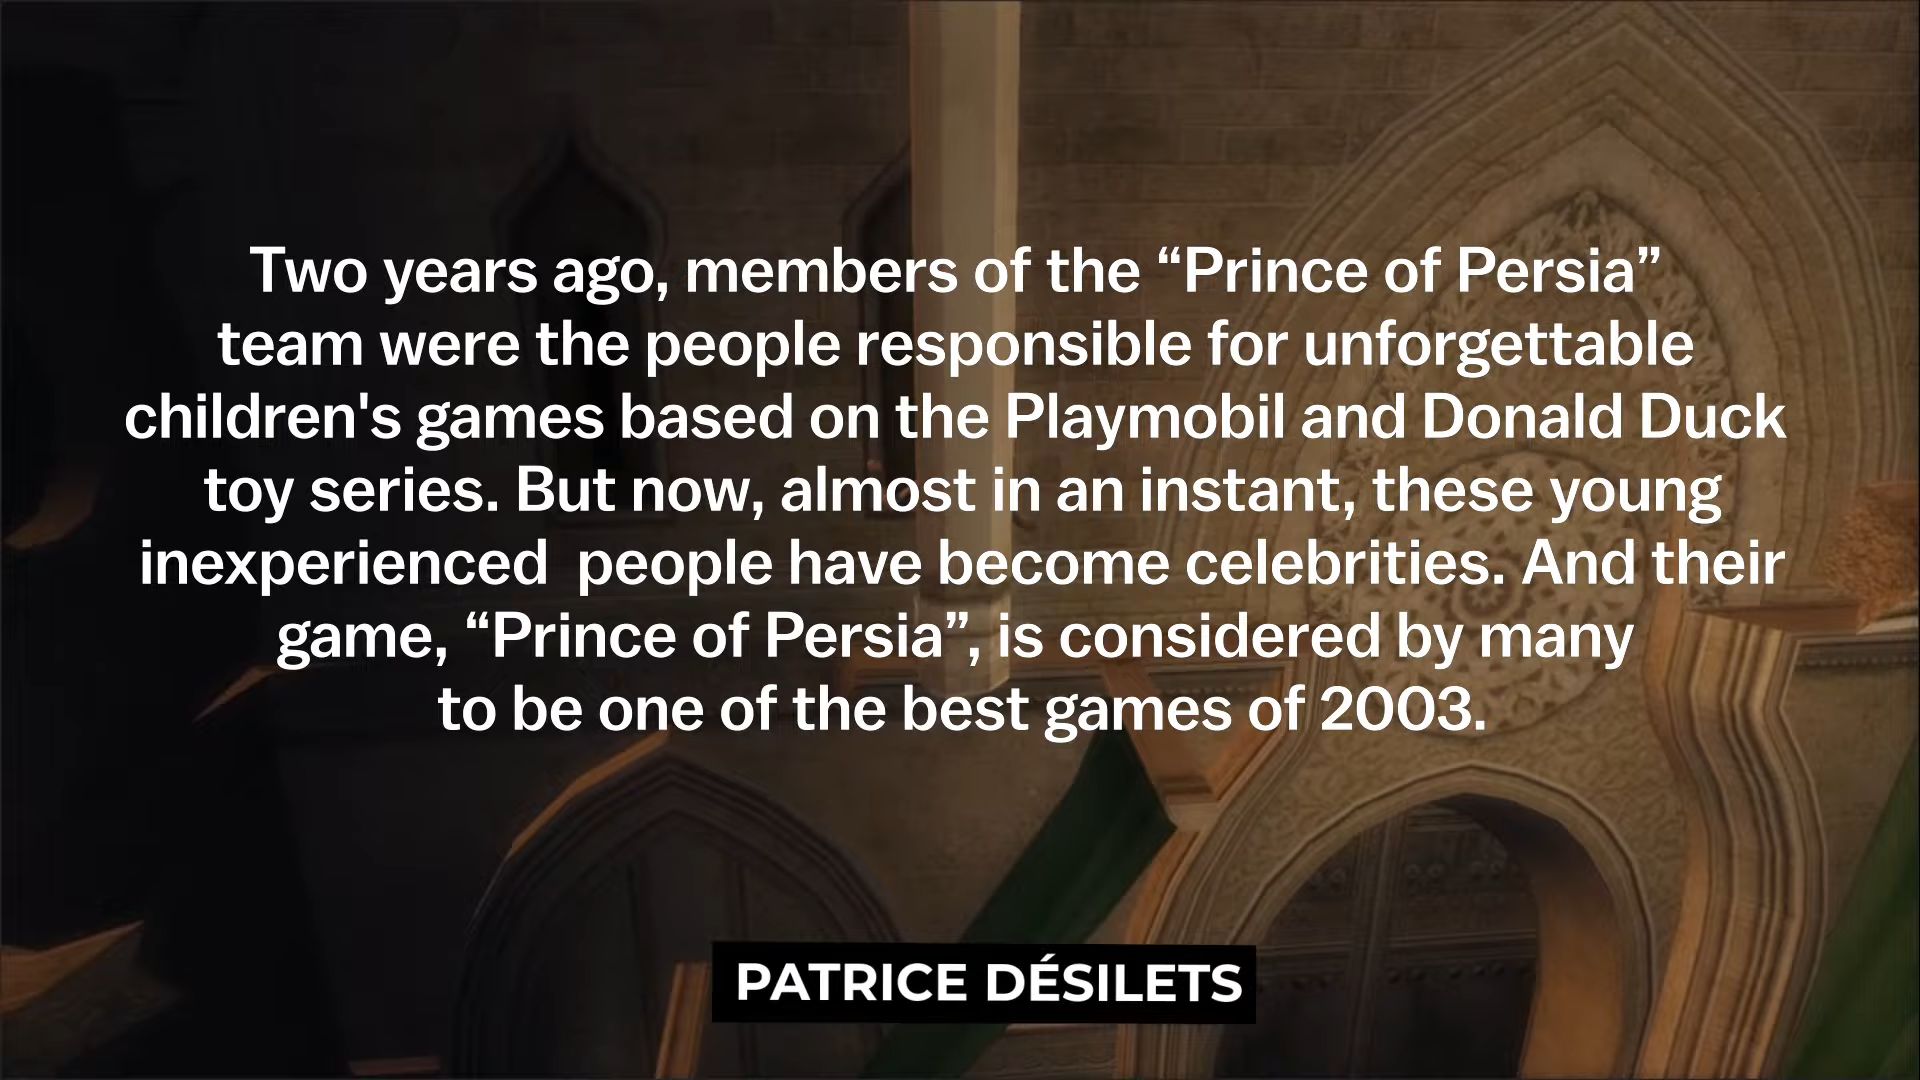 Two years ago, members of the “Prince of Persia”
team were the people responsible for unforgettable
children's games based on the Playmobil and Donald Duck
toy series. But now, almost in an instant, these young
inexperienced  people have become celebrities. And their
game, “Prince of Persia”, is considered by many
to be one of the best games of 2003.
PATRICE DÉSILETS